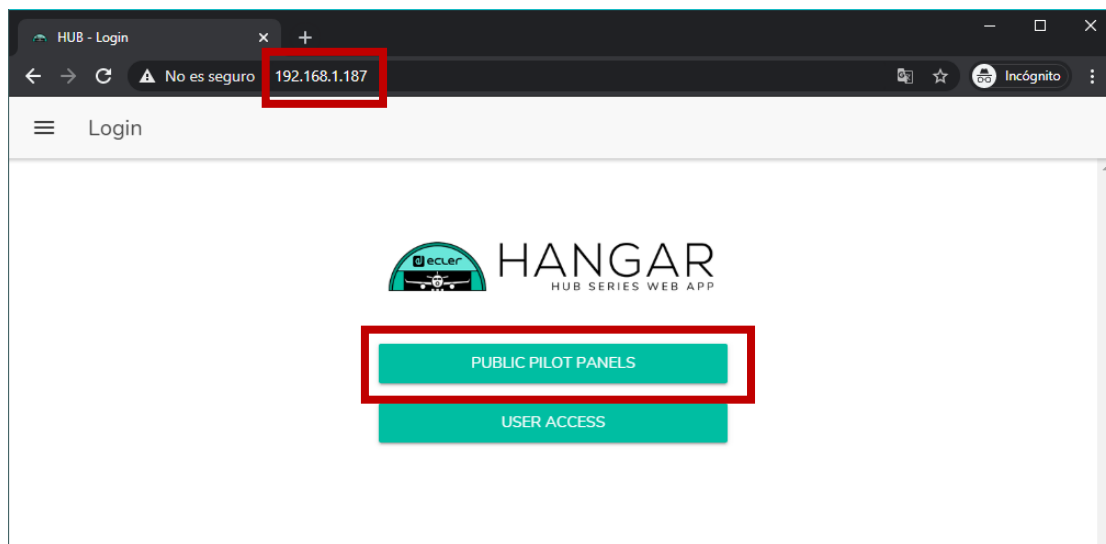 HUB - Login
No es seguro 192.168.1.187 Incógnito
Login
ecler HANGAR
HUB SERIES WEB APP
PUBLIC PILOT PANELS
USER ACCESS